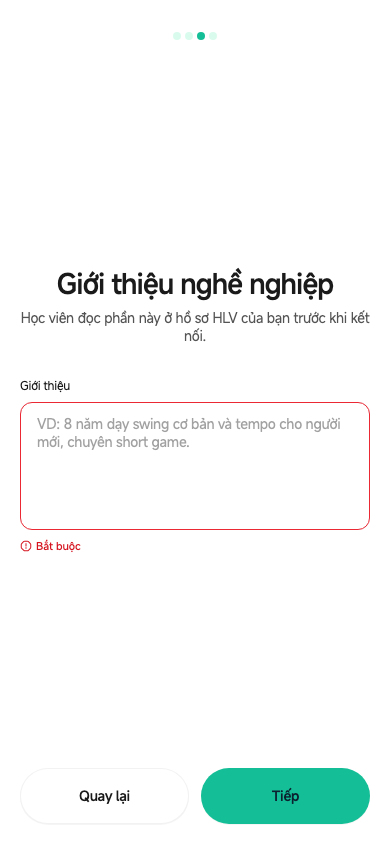 Giới thiệu nghề nghiệp
Học viên đọc phần này ở hồ sơ HLV của bạn trước khi kết
nối.
Giới thiệu
VD: 8 năm dạy swing cơ bản và tempo cho người
mới, chuyên short game.
Bắt buộc
Quay lại
Tiếp